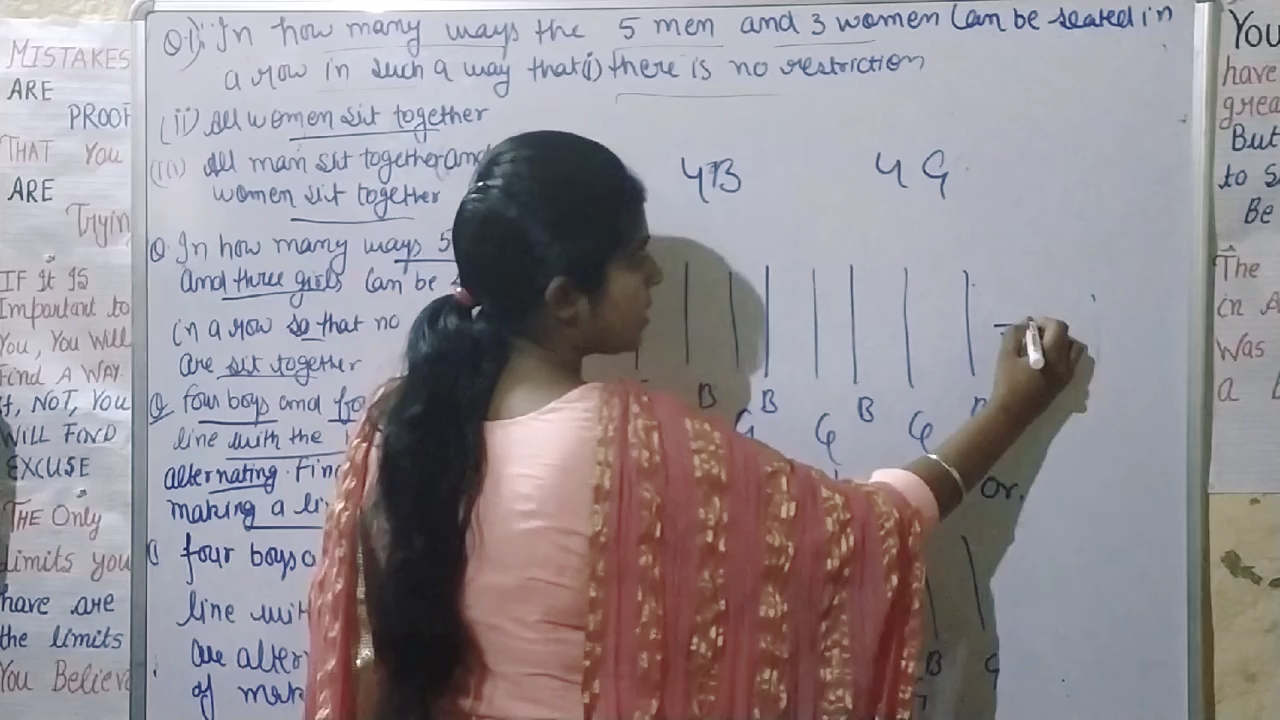 MISTAKES
ARE
PROOF
THAT You
ARE
Tryin
IF It IS
Important to
You, You Will
Find A WAY.
If, NOT, You
WILL FIND
EXCUSE
THE Only
Limits you
have are
the limits
You Believ
Q.1) In how many ways the 5 men and 3 women Can be seated in
a row in such a way that (i) there is no restriction
(ii) All women sit together
(iii) All man sit together and
women sit together
Q. In how many ways 5
and three girls Can be
in a row so that no
are sit together
Q four boys and fo
line with the
alternating. Fin
making a li
four boys a
line wit
are alter
of mak
4B 4G
B B B
G G G
Or.
B G
You
have
grea
But
to S
Be
The
in A
Was
a